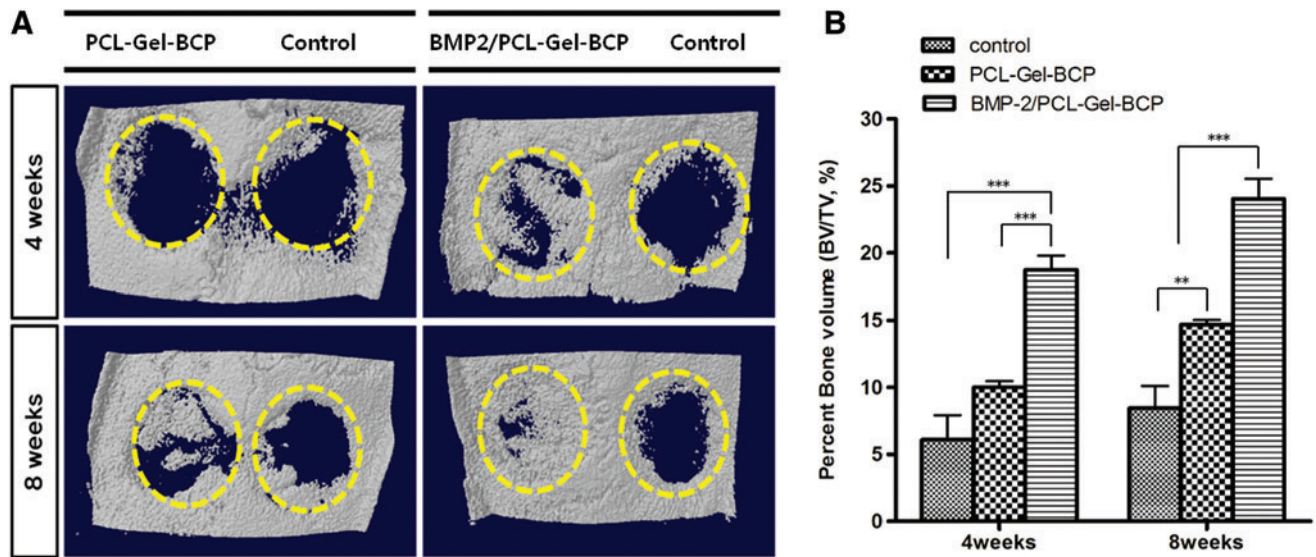 A
PCL-Gel-BCP
Control
BMP2/PCL-Gel-BCP
Control
4 weeks
8 weeks
B
control
PCL-Gel-BCP
BMP-2/PCL-Gel-BCP
Percent Bone volume (BV/TV, %)
30
25
20
15
10
5
0
***
***
***
**
4weeks
8weeks